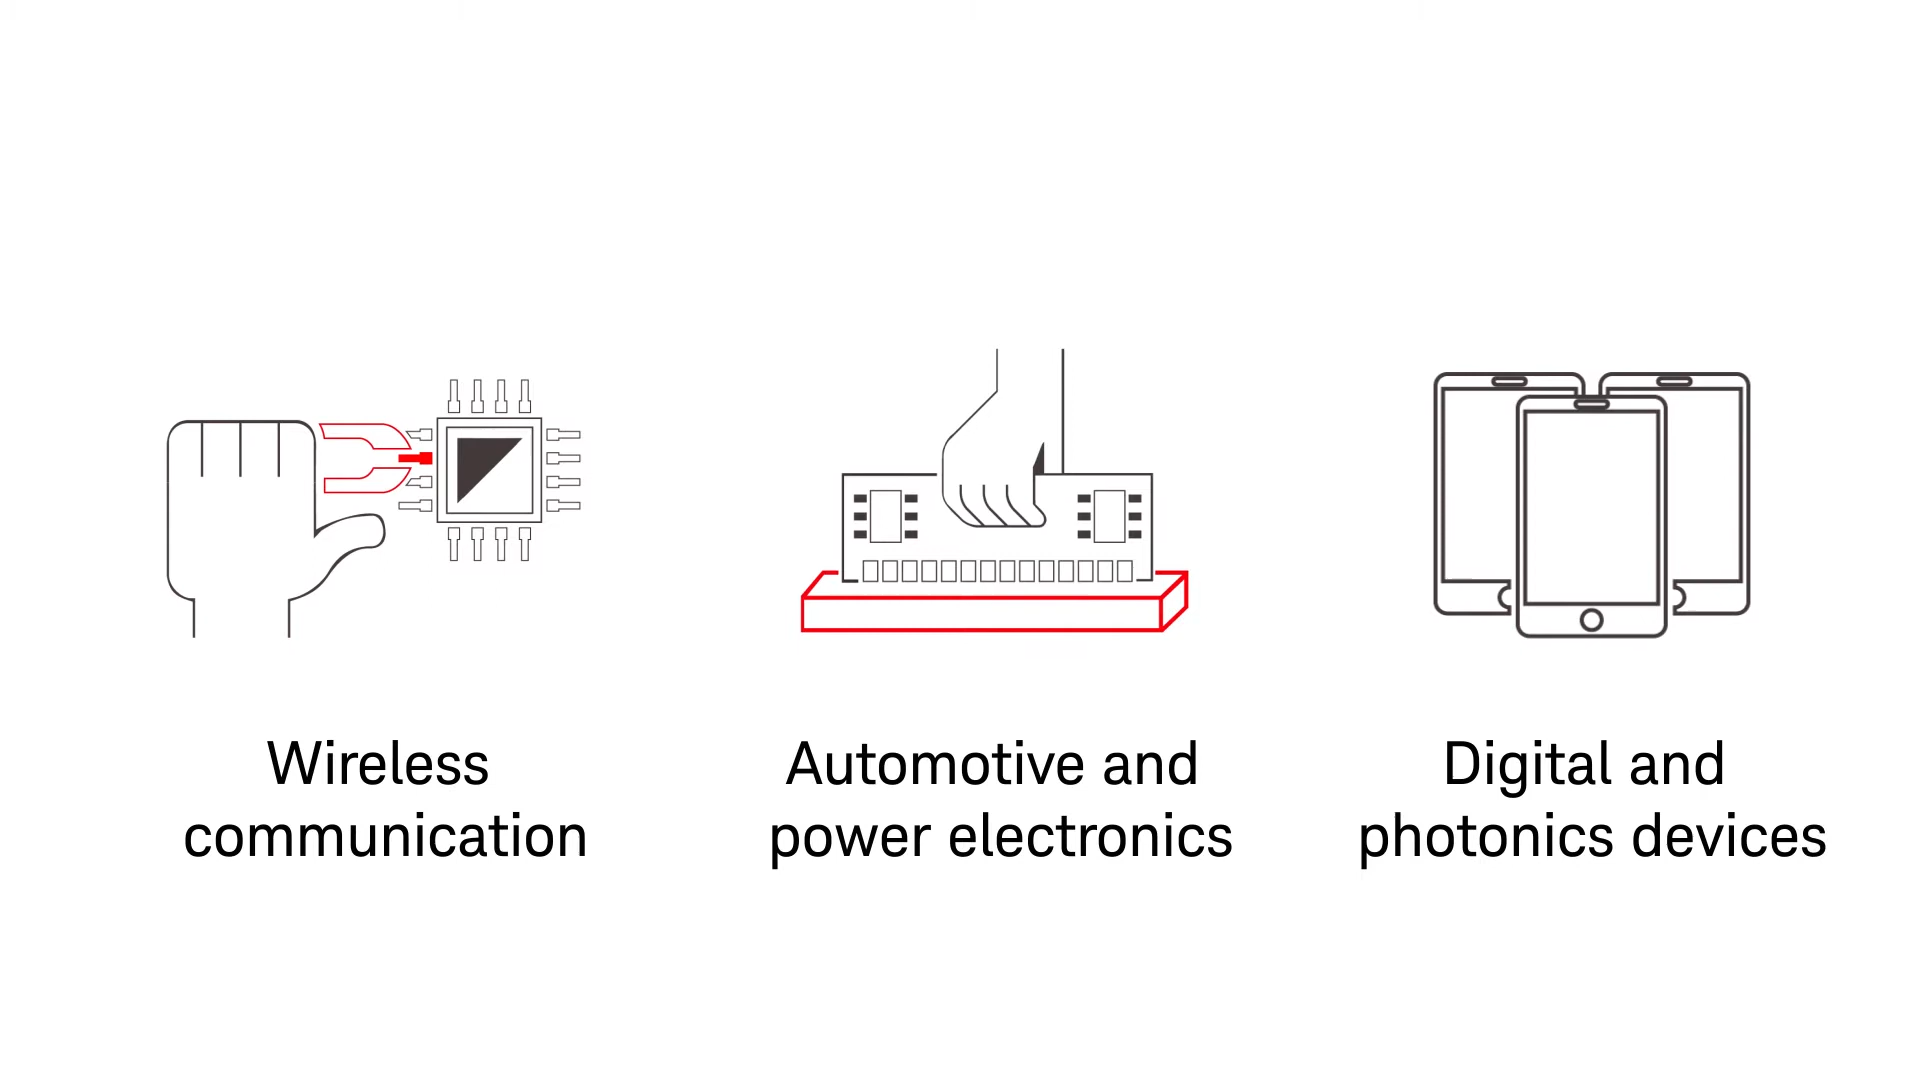 Wireless
communication
Automotive and
power electronics
Digital and
photonics devices